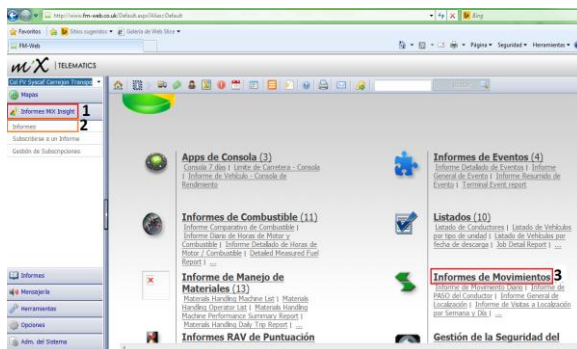 http://www.fm-web.co.uk/Default.aspx?Alias=Default
Bing
Favoritos
Sitios sugeridos
Galería de Web Slice
FM-Web
Página
Seguridad
Herramientas
MiX TELEMATICS
Mapas
Informes MiX Insight 1
Informes 2
Subscribirse a un Informe
Gestión de Subscripciones
Informes
Mensajería
Herramientas
Opciones
Adm. del Sistema
Apps de Consola (3)
Consola 7 días | Límite de Carretera - Consola
| Informe de Vehículo - Consola de
Rendimiento
Informes de Combustible (11)
Informe Comparativo de Combustible |
Informe Diario de Horas de Motor y
Combustible | Informe Detallado de Horas de
Motor / Combustible | Detailed Measured Fuel
Report | ...
Informe de Manejo de
Materiales (13)
Materials Handling Machine List | Materials
Handling Operator List | Materials Handling
Machine Performance Summary Report |
Materials Handling Daily Trip Report | ...
Informes RAV de Puntuación
Informes de Eventos (4)
Informe Detallado de Eventos | Informe
General de Evento | Informe Resumido de
Evento | Terminal Event report
Listados (10)
Listado de Conductores | Listado de Vehículos
por tipo de unidad | Listado de Vehículos por
fecha de descarga | Job Detail Report | ...
Informes de Movimientos 3
Informe de Movimiento Diario | Informe de
PASO del Conductor | Informe General de
Localización | Informe de Visitas a Localización
por Semana y Día | ...
Gestión de la Seguridad del